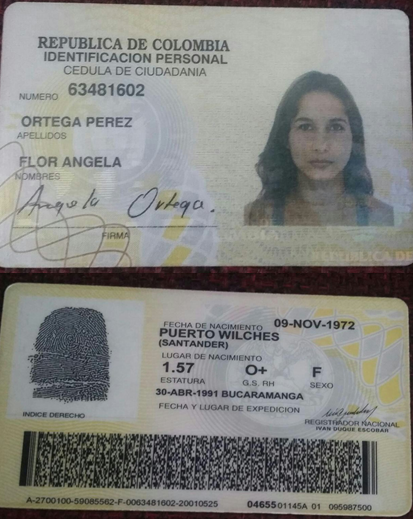 REPUBLICA DE COLOMBIA
IDENTIFICACION PERSONAL
CEDULA DE CIUDADANIA
NUMERO 63481602
ORTEGA PEREZ
APELLIDOS
FLOR ANGELA
NOMBRES
Angela Ortega.
FIRMA
REPUBLICA DE
FECHA DE NACIMIENTO 09-NOV-1972
PUERTO WILCHES
(SANTANDER)
LUGAR DE NACIMIENTO
1.57 O+ F
ESTATURA G.S. RH SEXO
30-ABR-1991 BUCARAMANGA
FECHA Y LUGAR DE EXPEDICION
INDICE DERECHO
REGISTRADOR NACIONAL
IVAN DUQUE ESCOBAR
A-2700100-59085562-F-0063481602-20010525 04655 01145A 01 095987500